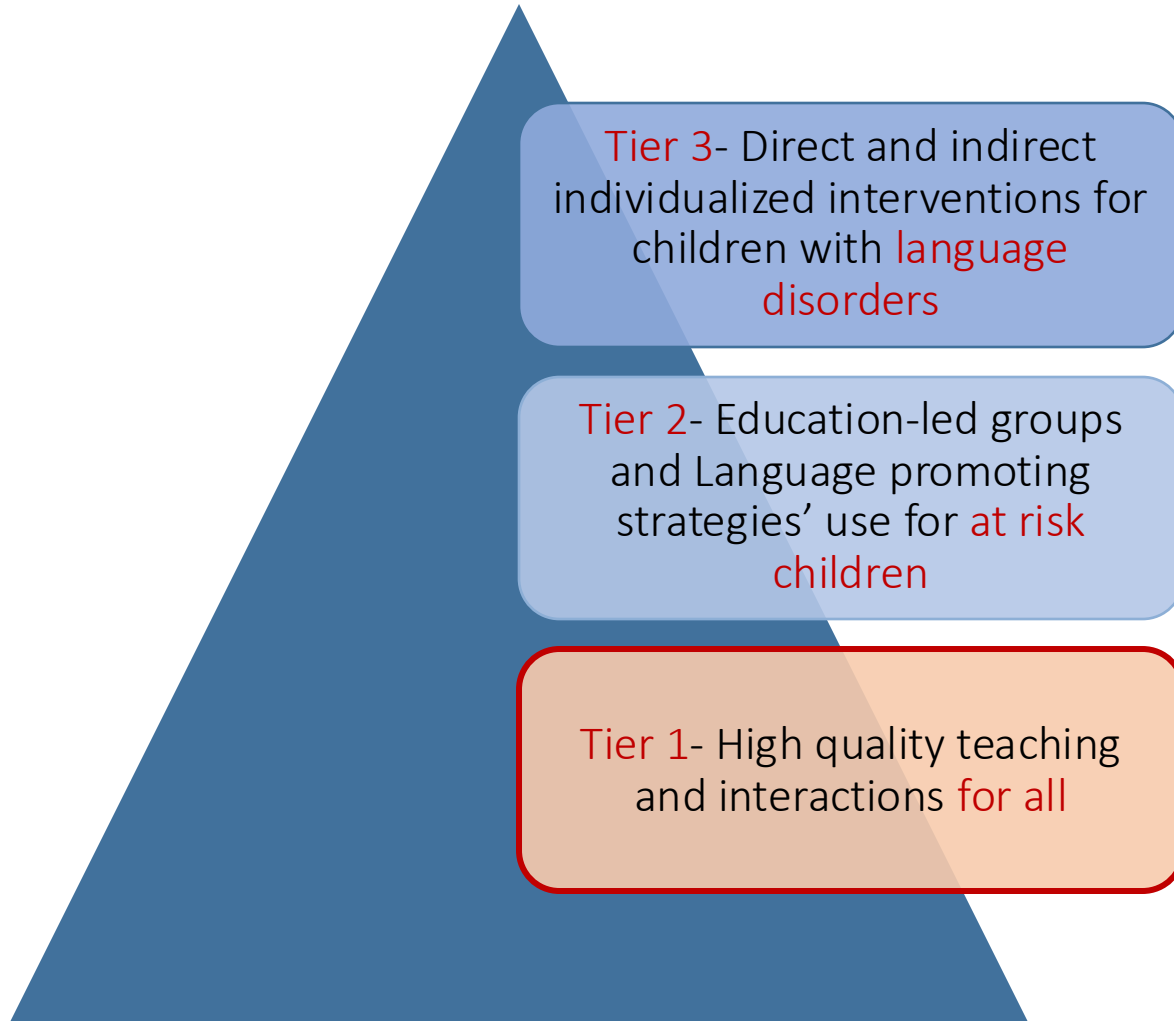 Tier 3- Direct and indirect
individualized interventions for
children with language
disorders
Tier 2- Education-led groups
and Language promoting
strategies’ use for at risk
children
Tier 1- High quality teaching
and interactions for all